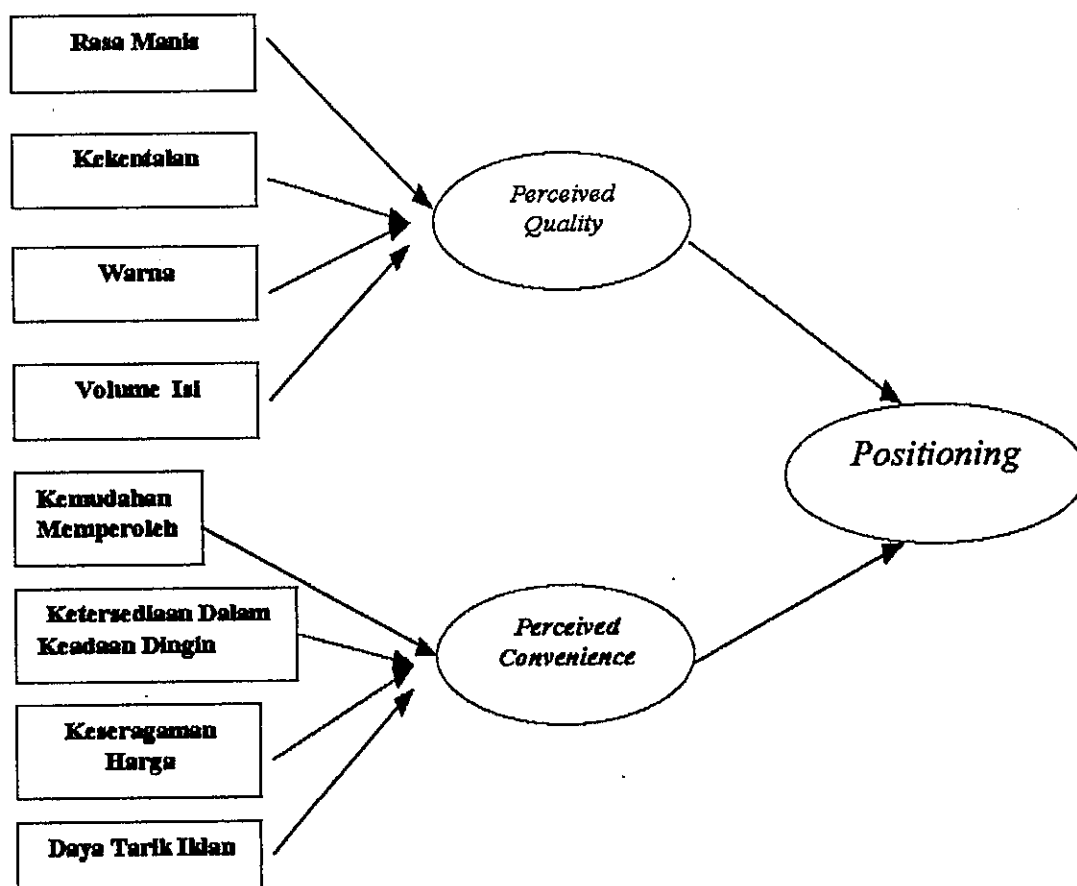 Rasa Manis
Kekentalan
Warna
Volume Isi
Kemudahan
Memperoleh
Ketersediaan Dalam
Keadaan Dingin
Keseragaman
Harga
Daya Tarik Iklan
Perceived
Quality
Perceived
Convenience
Positioning